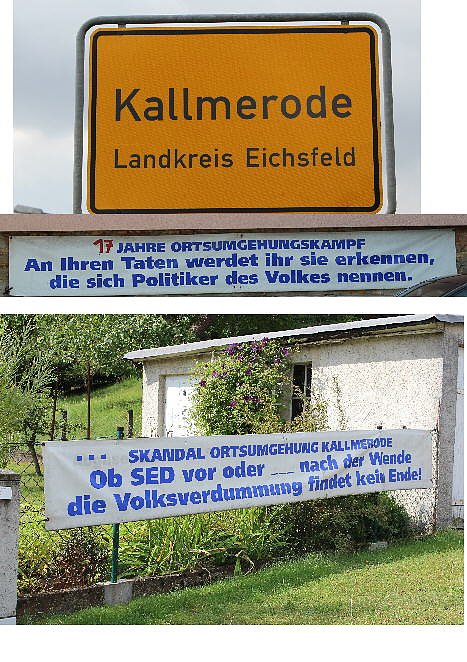 Kallmerode
Landkreis Eichsfeld
17 JAHRE ORTSUMGEHUNGSKAMPF
An Ihren Taten werdet ihr sie erkennen,
die sich Politiker des Volkes nennen.
... SKANDAL ORTSUMGEHUNG KALLMERODE
Ob SED vor oder ___ nach der Wende
die Volksverdummung findet kein Ende!